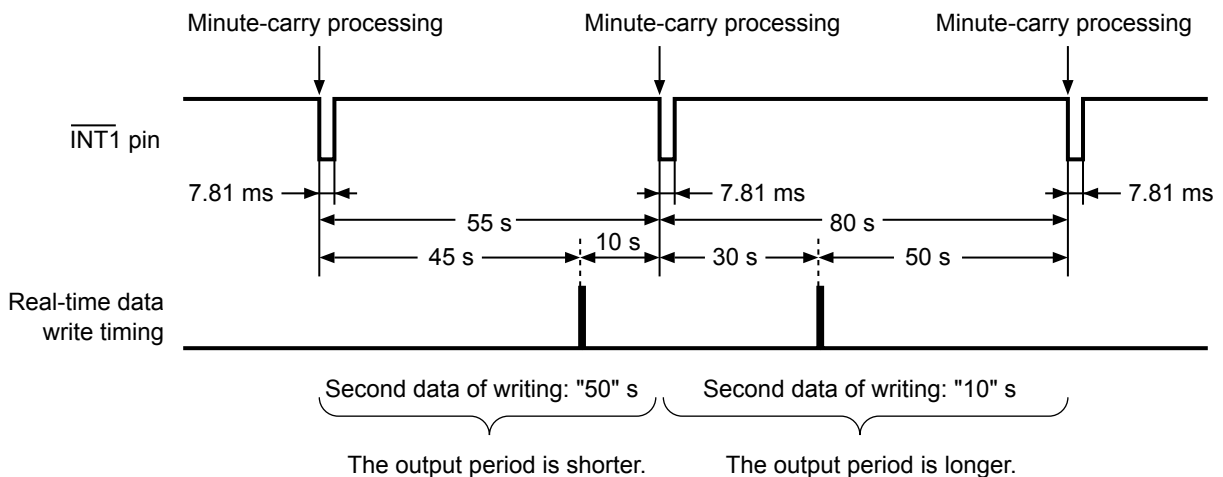 Minute-carry processing
Minute-carry processing
Minute-carry processing
INT1 pin
7.81 ms
7.81 ms
7.81 ms
55 s
80 s
45 s
10 s
30 s
50 s
Real-time data
write timing
Second data of writing: "50" s
Second data of writing: "10" s
The output period is shorter.
The output period is longer.